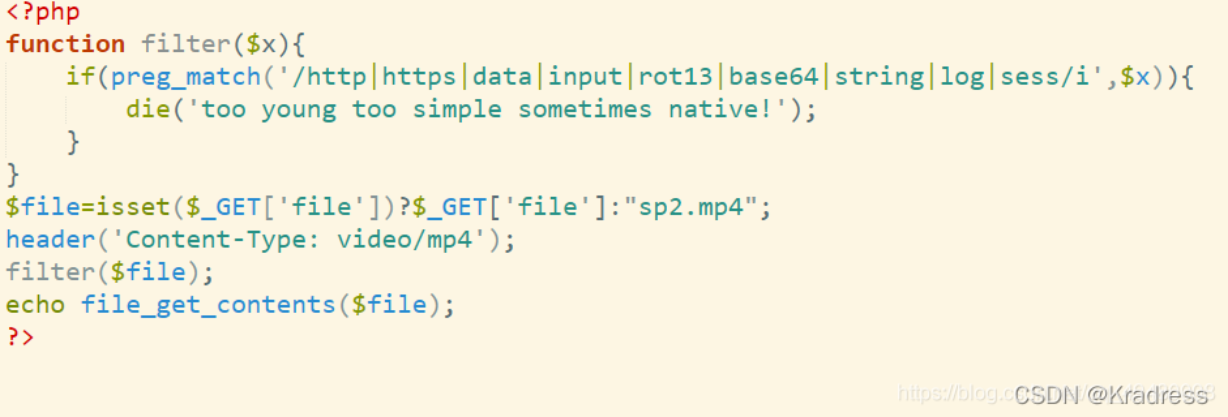 <?php
function filter($x){
    if(preg_match('/http|https|data|input|rot13|base64|string|log|sess/i',$x)){
        die('too young too simple sometimes native!');
    }
}
$file=isset($_GET['file'])?$_GET['file']:"sp2.mp4";
header('Content-Type: video/mp4');
filter($file);
echo file_get_contents($file);
?>
https://blog.
CSDN @Kradress